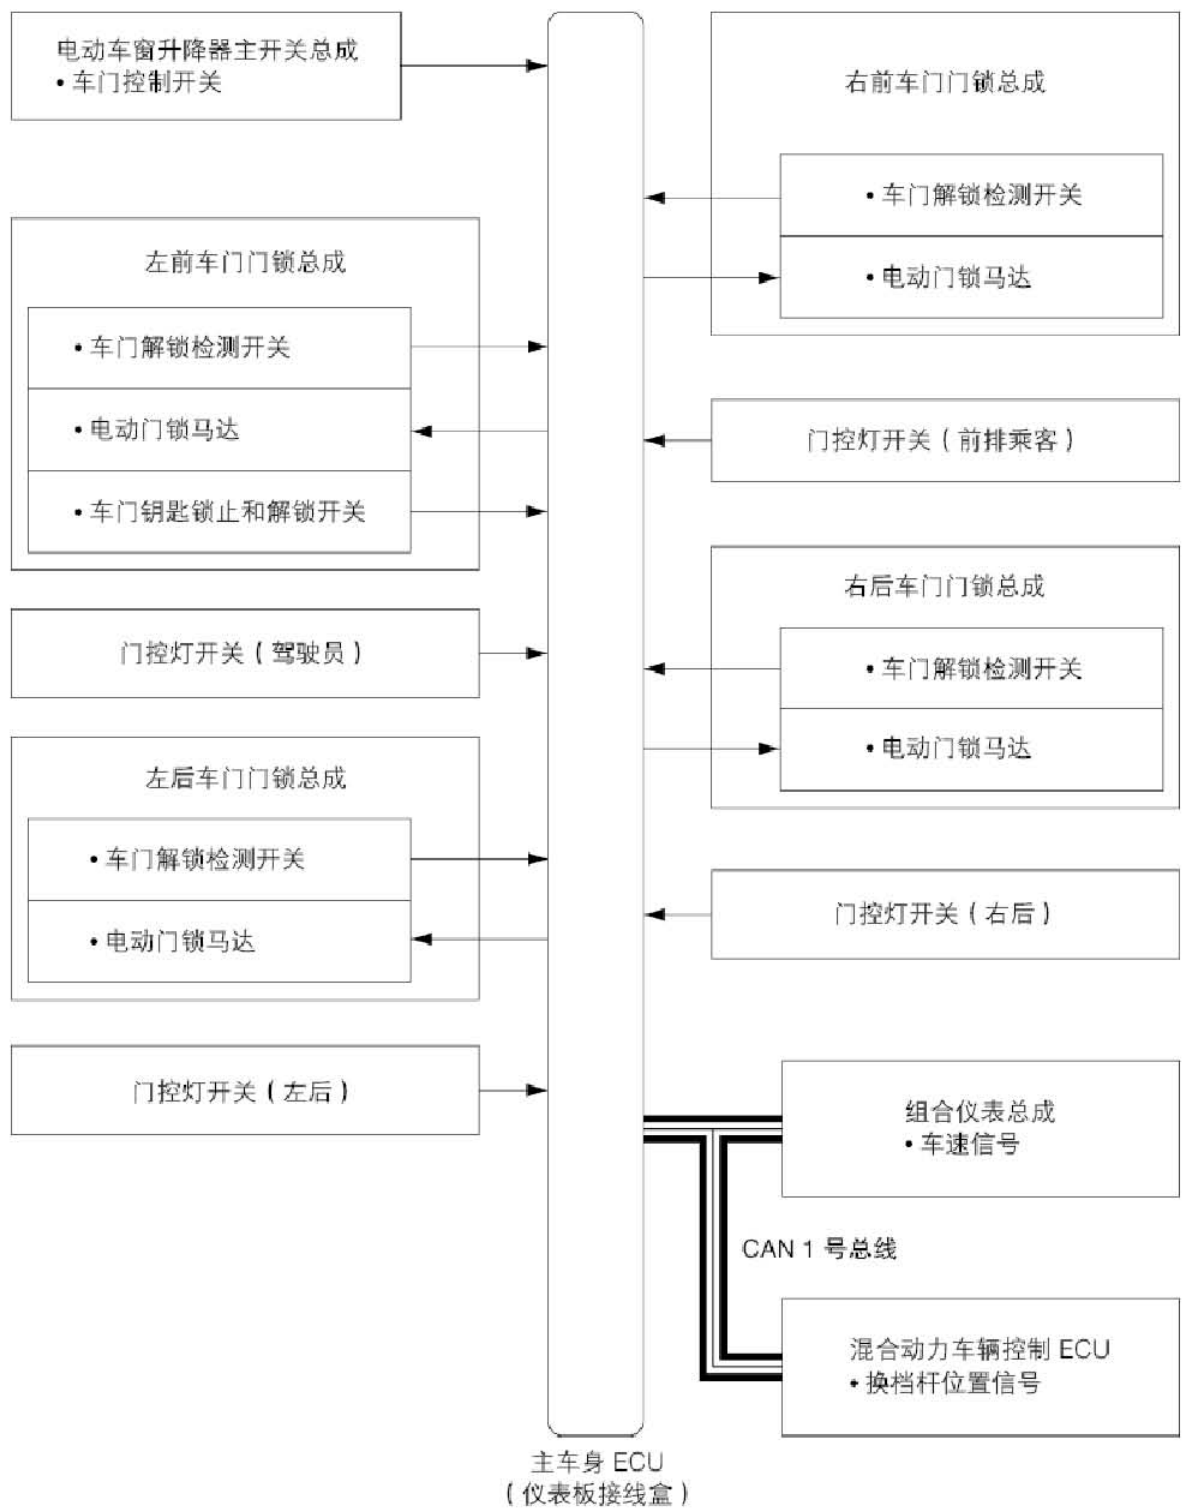 电动车窗升降器主开关总成
• 车门控制开关
左前车门门锁总成
• 车门解锁检测开关
• 电动门锁马达
• 车门钥匙锁止和解锁开关
门控灯开关（驾驶员）
左后车门门锁总成
• 车门解锁检测开关
• 电动门锁马达
门控灯开关（左后）
右前车门门锁总成
• 车门解锁检测开关
• 电动门锁马达
门控灯开关（前排乘客）
右后车门门锁总成
• 车门解锁检测开关
• 电动门锁马达
门控灯开关（右后）
组合仪表总成
• 车速信号
CAN 1 号总线
混合动力车辆控制 ECU
• 换档杆位置信号
主车身 ECU
（仪表板接线盒）